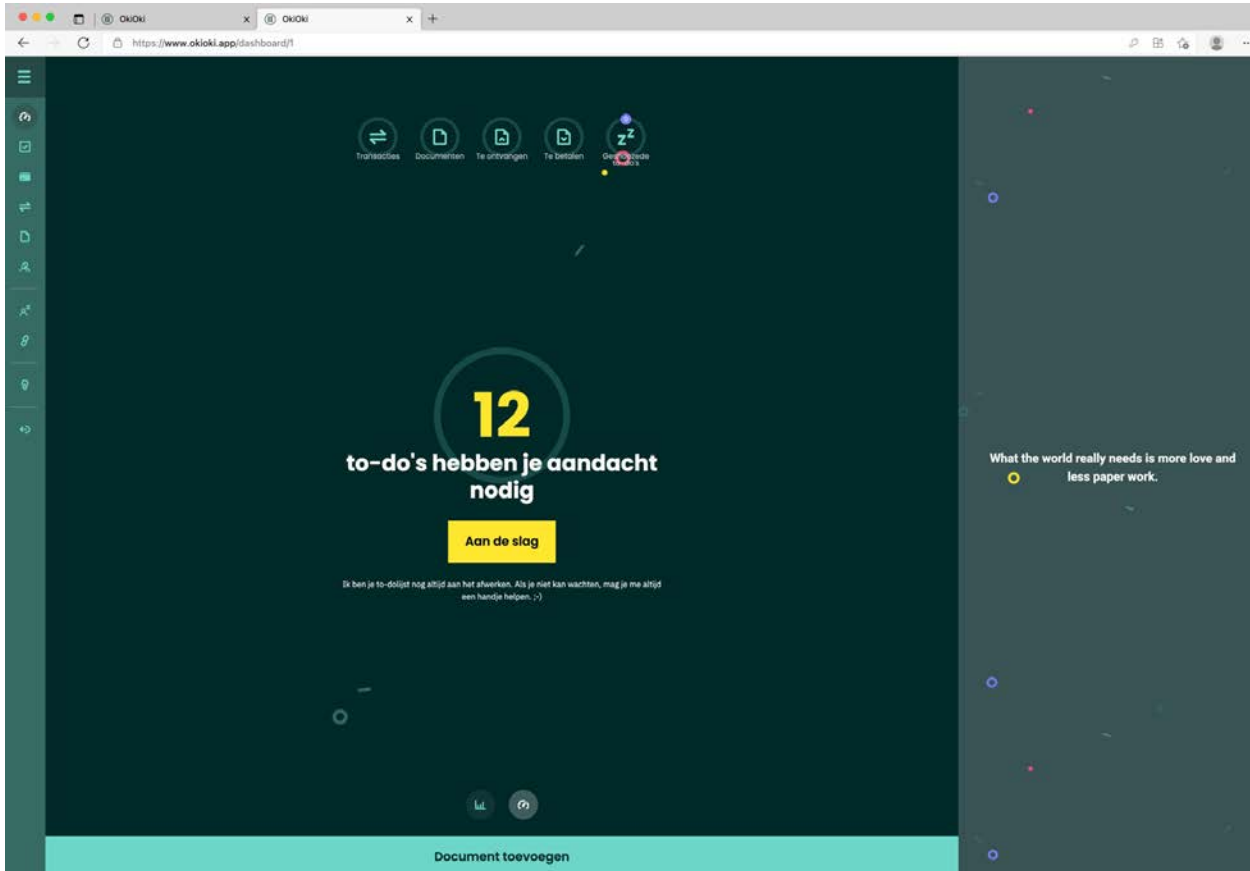 OkiOki
OkiOki
https://www.okioki.app/dashboard/1
Transacties
Documenten
Te ontvangen
Te betalen
Gesnoozede
to-do's
12
to-do's hebben je aandacht
nodig
Aan de slag
Ik ben je to-dolijst nog altijd aan het afwerken. Als je niet kan wachten, mag je me altijd
een handje helpen. ;-)
Document toevoegen
What the world really needs is more love and
less paper work.